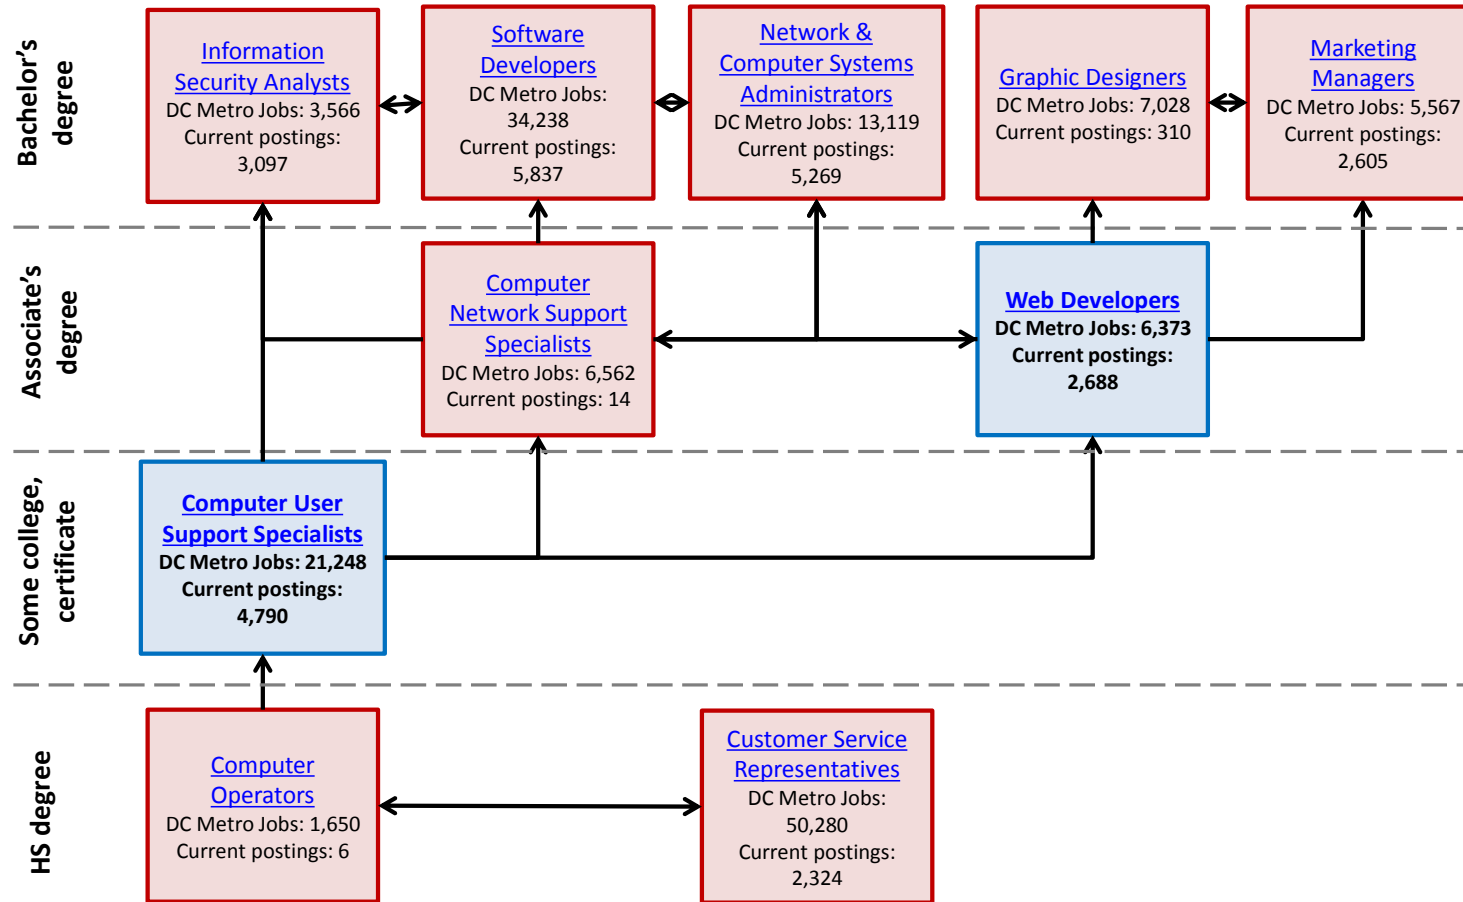 Bachelor's
degree
Information
Security Analysts
DC Metro Jobs: 3,566
Current postings:
3,097
Software
Developers
DC Metro Jobs:
34,238
Current postings:
5,837
Network &
Computer Systems
Administrators
DC Metro Jobs: 13,119
Current postings:
5,269
Graphic Designers
DC Metro Jobs: 7,028
Current postings:
310
Marketing
Managers
DC Metro Jobs: 5,567
Current postings:
2,605
Associate's
degree
Computer
Network Support
Specialists
DC Metro Jobs: 6,562
Current postings: 14
Web Developers
DC Metro Jobs: 6,373
Current postings:
2,688
Some college,
certificate
Computer User
Support Specialists
DC Metro Jobs: 21,248
Current postings:
4,790
HS degree
Computer
Operators
DC Metro Jobs: 1,650
Current postings: 6
Customer Service
Representatives
DC Metro Jobs:
50,280
Current postings:
2,324